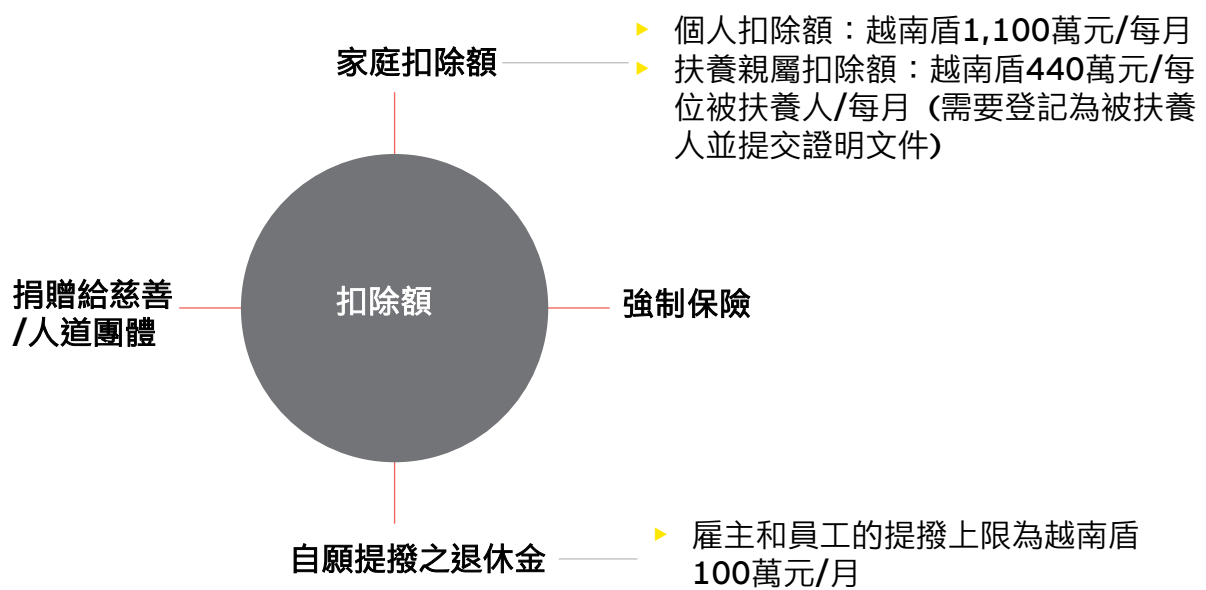 家庭扣除額
▶ 個人扣除額：越南盾1,100萬元/每月
▶ 扶養親屬扣除額：越南盾440萬元/每
位被扶養人/每月 (需要登記為被扶養
人並提交證明文件)
捐贈給慈善
/人道團體
扣除額
強制保險
自願提撥之退休金
▶ 雇主和員工的提撥上限為越南盾
100萬元/月